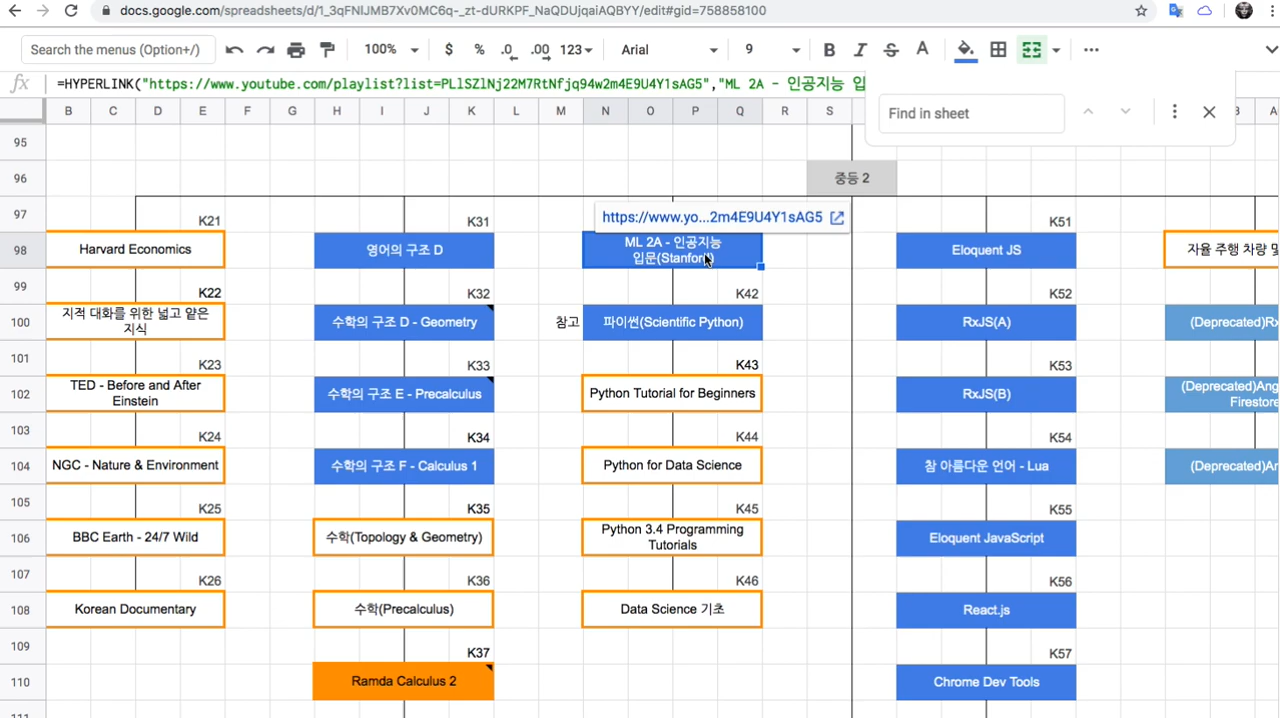 docs.google.com/spreadsheets/d/1_3qFNIJMB7Xv0MC6q-_zt-dURKPF_NaQDUjqaiAQBYY/edit#gid=758858100
Search the menus (Option+/)
100%
$
%
.0
.00
123
Arial
9
B
I
S
A
fx
=HYPERLINK("https://www.youtube.com/playlist?list=PLlSZlNj22M7RtNfjq94w2m4E9U4Y1sAG5","ML 2A - 인공지능 입
Find in sheet
B C D E F G H I J K L M N O P Q R S
95
96
중등 2
97
K21
K31
https://www.yo...2m4E9U4Y1sAG5
K51
98
Harvard Economics
영어의 구조 D
ML 2A - 인공지능
입문(Stanford)
Eloquent JS
자율 주행 차량 및
99
K22
K32
K42
K52
100
지적 대화를 위한 넓고 얕은
지식
수학의 구조 D - Geometry
참고
파이썬(Scientific Python)
RxJS(A)
(Deprecated)Rx
101
K23
K33
K43
K53
102
TED - Before and After
Einstein
수학의 구조 E - Precalculus
Python Tutorial for Beginners
RxJS(B)
(Deprecated)Ang
Firestore
103
K24
K34
K44
K54
104
NGC - Nature & Environment
수학의 구조 F - Calculus 1
Python for Data Science
참 아름다운 언어 - Lua
(Deprecated)An
105
K25
K35
K45
K55
106
BBC Earth - 24/7 Wild
수학(Topology & Geometry)
Python 3.4 Programming
Tutorials
Eloquent JavaScript
107
K26
K36
K46
K56
108
Korean Documentary
수학(Precalculus)
Data Science 기초
React.js
109
K37
K57
110
Ramda Calculus 2
Chrome Dev Tools